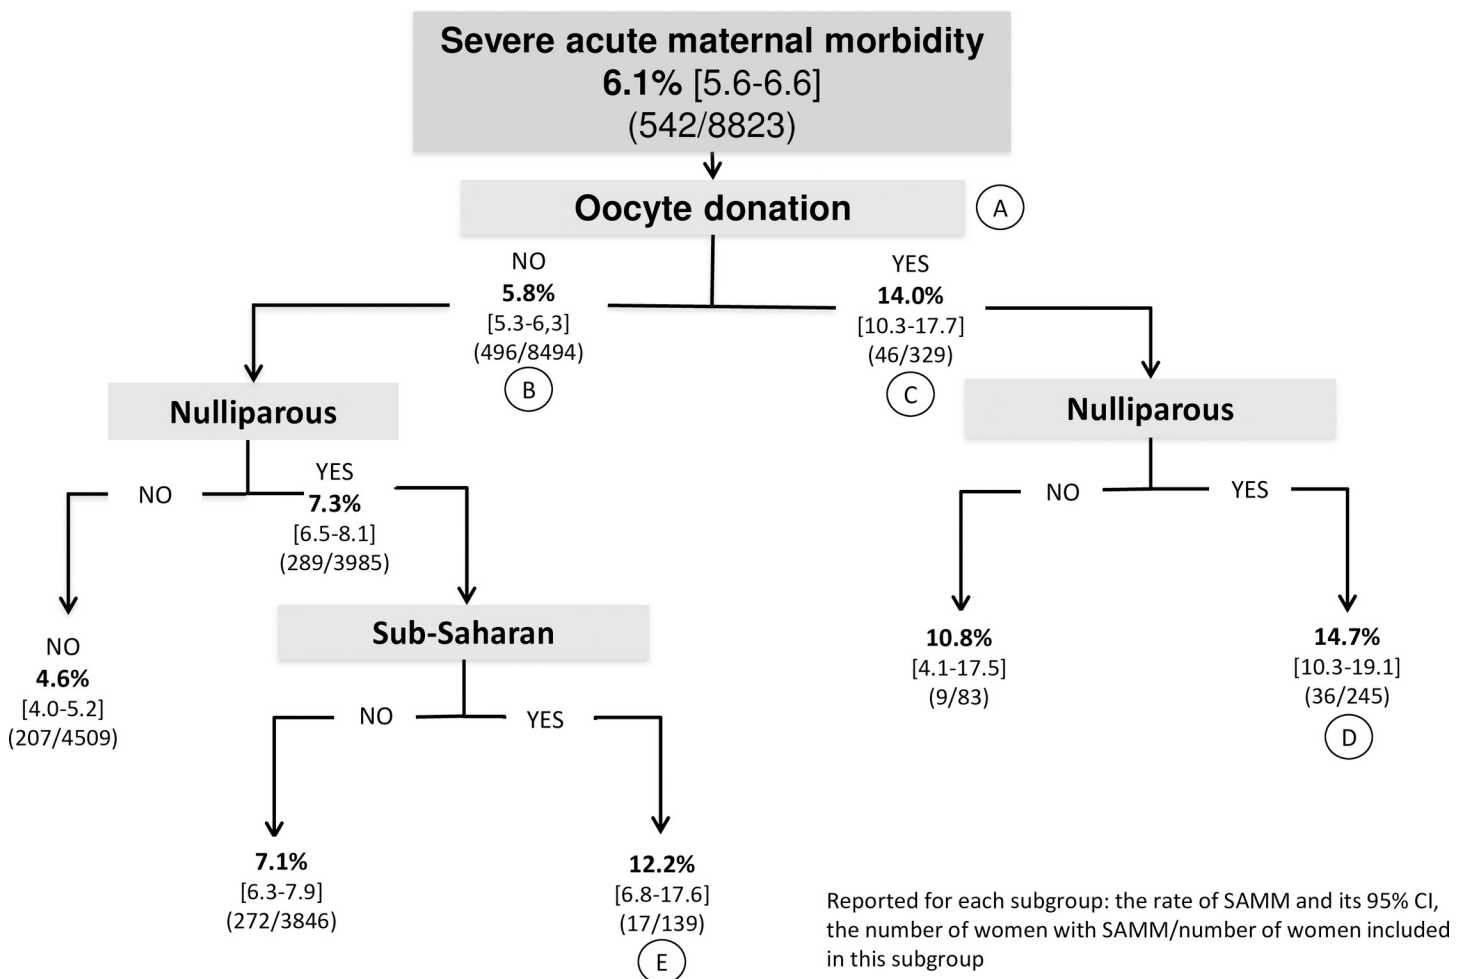 Severe acute maternal morbidity
6.1% [5.6-6.6]
(542/8823)
Oocyte donation
A
NO
5.8%
[5.3-6,3]
(496/8494)
B
YES
14.0%
[10.3-17.7]
(46/329)
C
Nulliparous
NO
YES
7.3%
[6.5-8.1]
(289/3985)
NO
4.6%
[4.0-5.2]
(207/4509)
Sub-Saharan
NO
YES
7.1%
[6.3-7.9]
(272/3846)
12.2%
[6.8-17.6]
(17/139)
E
Nulliparous
NO
YES
10.8%
[4.1-17.5]
(9/83)
14.7%
[10.3-19.1]
(36/245)
D
Reported for each subgroup: the rate of SAMM and its 95% CI,
the number of women with SAMM/number of women included
in this subgroup